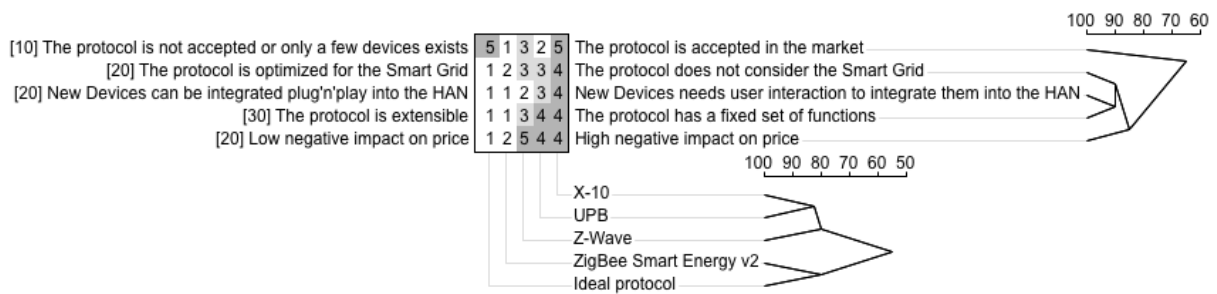 100 90 80 70 60
[10] The protocol is not accepted or only a few devices exists 5 1 3 2 5 The protocol is accepted in the market
[20] The protocol is optimized for the Smart Grid 1 2 3 3 4 The protocol does not consider the Smart Grid
[20] New Devices can be integrated plug'n'play into the HAN 1 1 2 3 4 New Devices needs user interaction to integrate them into the HAN
[30] The protocol is extensible 1 1 3 4 4 The protocol has a fixed set of functions
[20] Low negative impact on price 1 2 5 4 4 High negative impact on price
100 90 80 70 60 50
X-10
UPB
Z-Wave
ZigBee Smart Energy v2
Ideal protocol